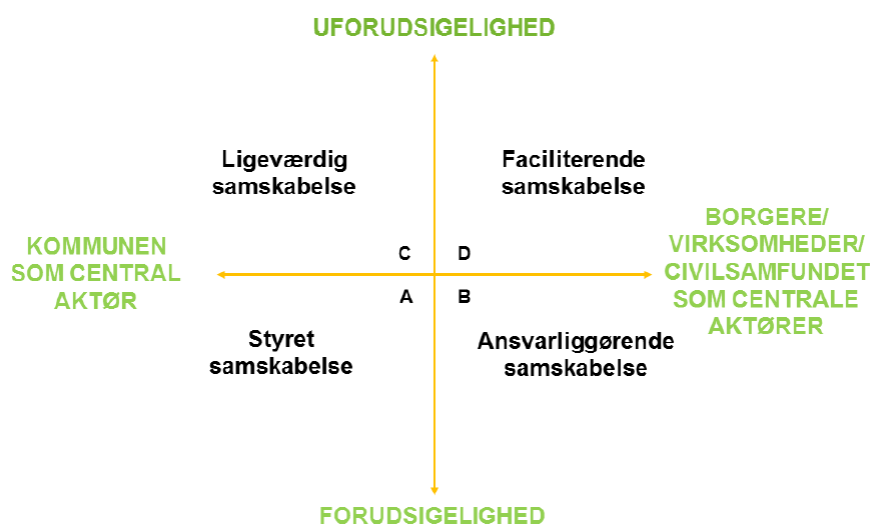 UFORUDSIGELIGHED
Ligeværdig
samskabelse
Faciliterende
samskabelse
KOMMUNEN
SOM CENTRAL
AKTØR
BORGERE/
VIRKSOMHEDER/
CIVILSAMFUNDET
SOM CENTRALE
AKTØRER
C D
A B
Styret
samskabelse
Ansvarliggørende
samskabelse
FORUDSIGELIGHED